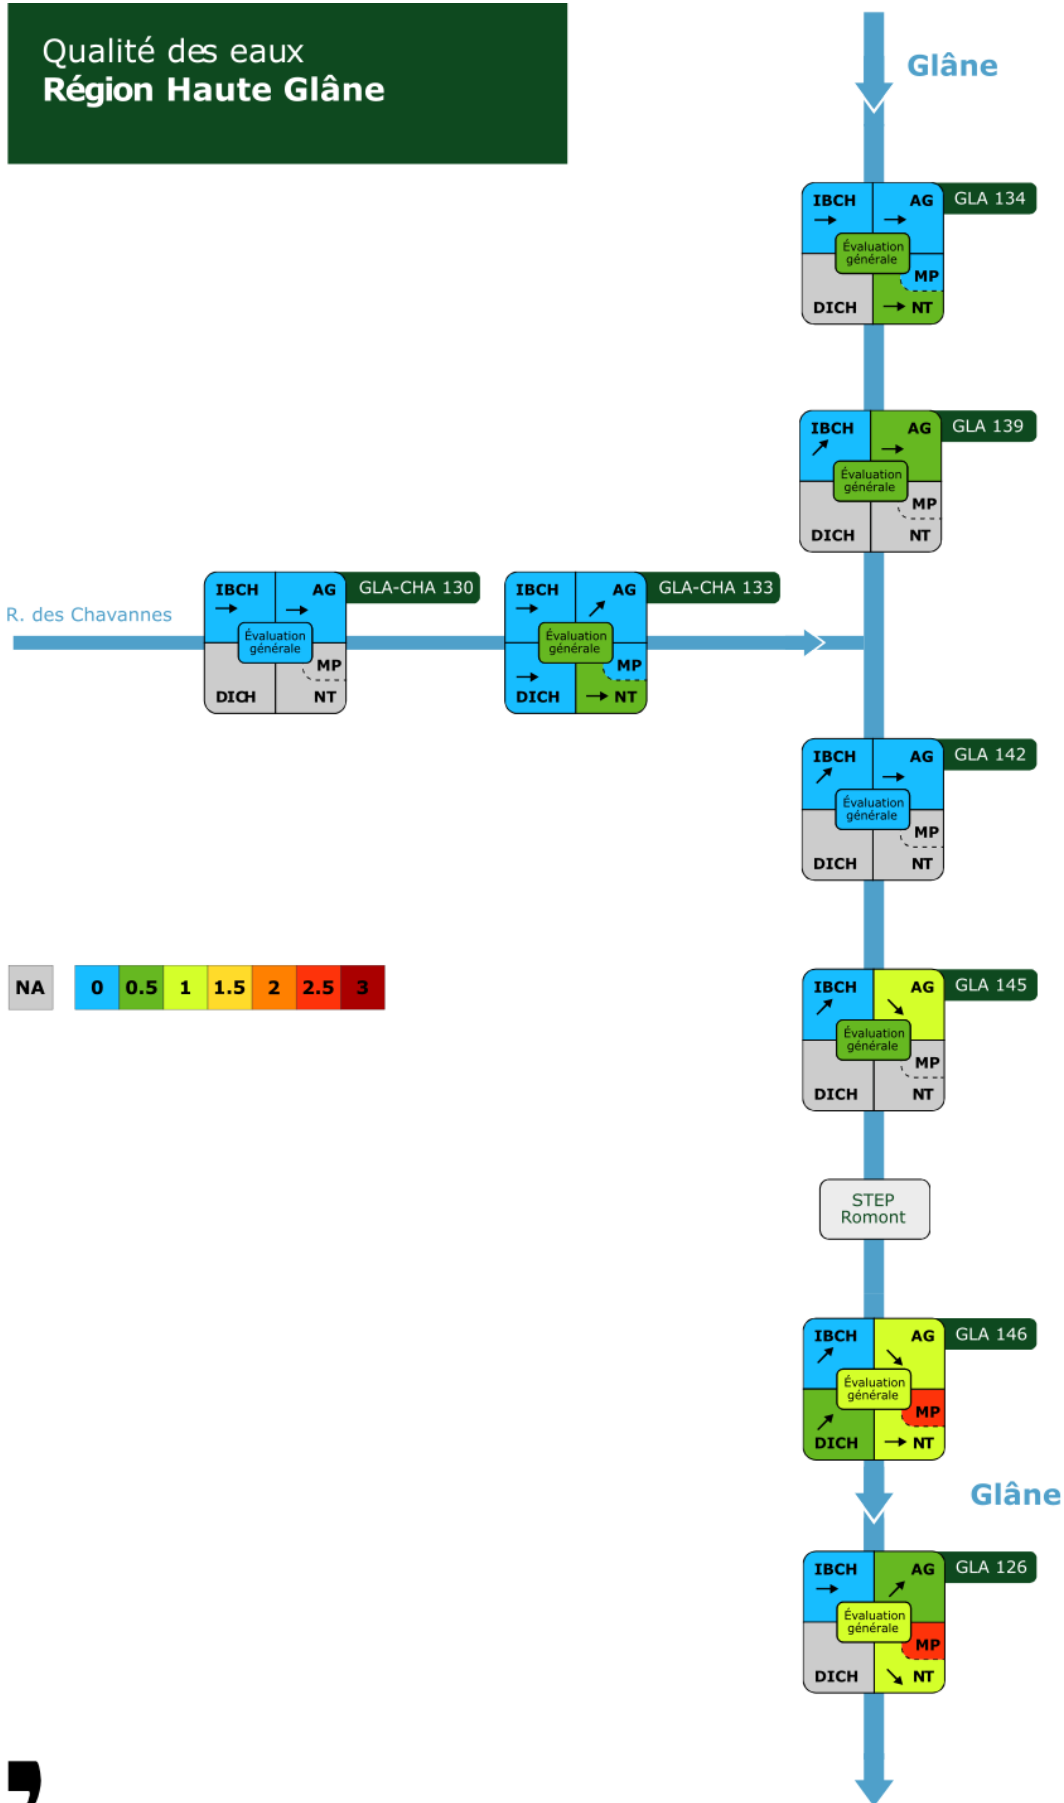 Qualité des eaux
Région Haute Glâne
Glâne
GLA 134
IBCH
AG
Évaluation
générale
MP
DICH
NT
GLA 139
IBCH
AG
Évaluation
générale
MP
DICH
NT
R. des Chavannes
GLA-CHA 130
IBCH
AG
Évaluation
générale
MP
DICH
NT
GLA-CHA 133
IBCH
AG
Évaluation
générale
MP
DICH
NT
GLA 142
IBCH
AG
Évaluation
générale
MP
DICH
NT
NA 0 0.5 1 1.5 2 2.5 3
GLA 145
IBCH
AG
Évaluation
générale
MP
DICH
NT
STEP
Romont
GLA 146
IBCH
AG
Évaluation
générale
MP
DICH
NT
Glâne
GLA 126
IBCH
AG
Évaluation
générale
MP
DICH
NT